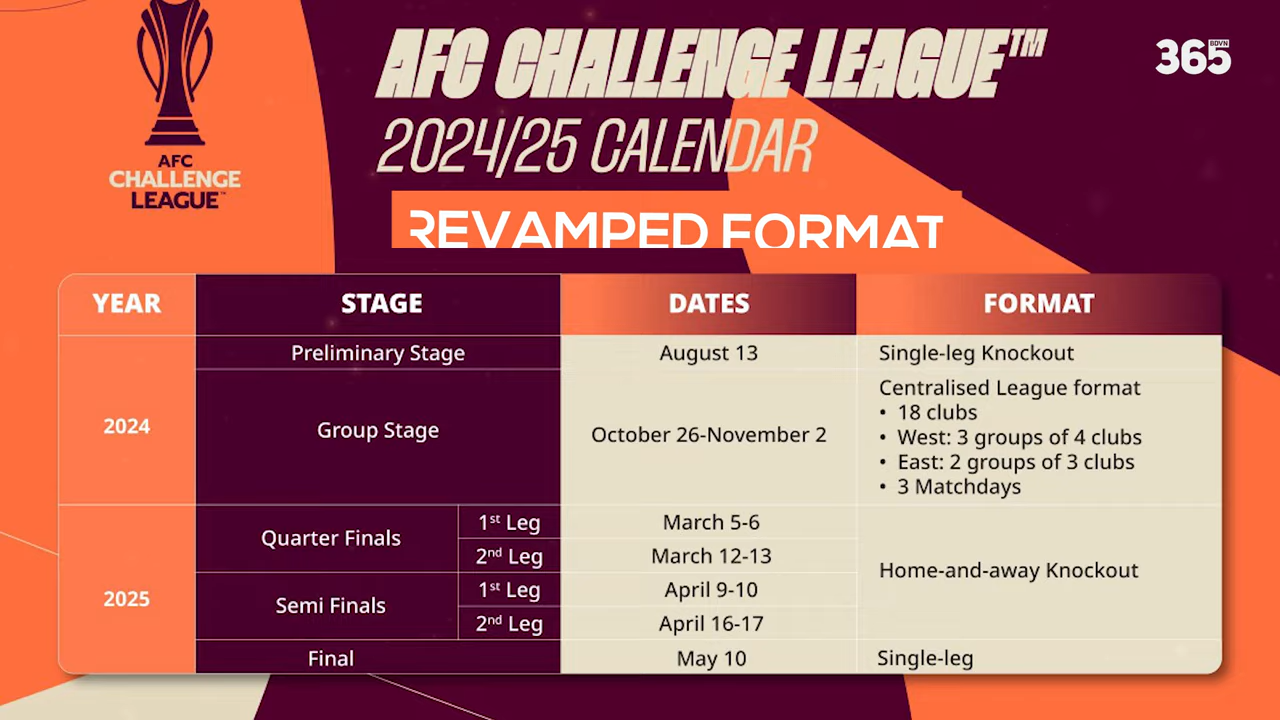 AFC CHALLENGE LEAGUE™
2024/25 CALENDAR
REVAMPED FORMAT
365
BDVN
AFC
CHALLENGE
LEAGUE™
YEAR STAGE DATES FORMAT
2024
Preliminary Stage August 13 Single-leg Knockout
Group Stage October 26-November 2
Centralised League format
• 18 clubs
• West: 3 groups of 4 clubs
• East: 2 groups of 3 clubs
• 3 Matchdays
2025
Quarter Finals
1st Leg March 5-6
2nd Leg March 12-13
Home-and-away Knockout
Semi Finals
1st Leg April 9-10
2nd Leg April 16-17
Final May 10 Single-leg